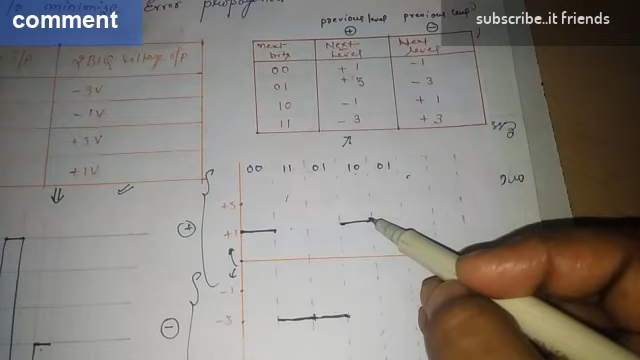 minimise Error propagation
comment
subscribe..it friends
previous level
+
previous level
−
i/p
2B1Q voltage o/p
− 3V
− 1V
+ 3V
+ 1V
next bits
Next level
Next level
00 + 1 − 1
01 + 3 − 3
10 − 1 + 1
11 − 3 + 3
00 11 01 10 01
+3
+1
−1
−3
+
−